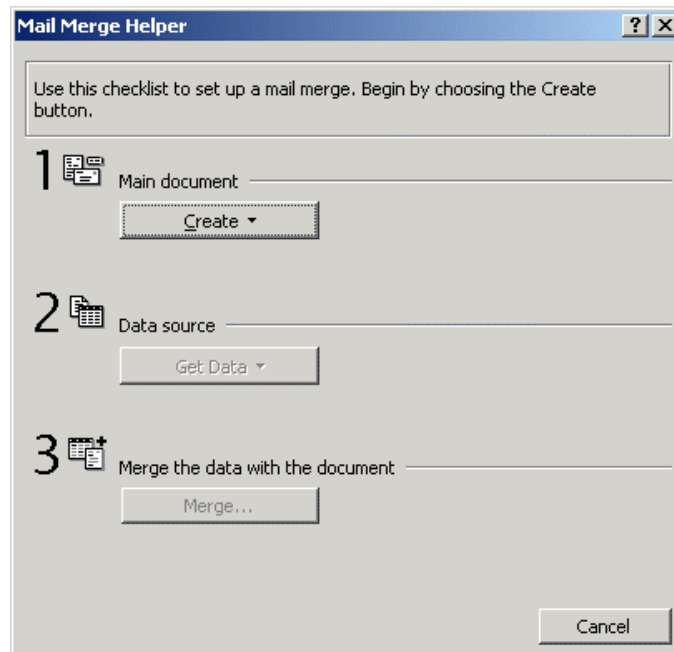 Mail Merge Helper
Use this checklist to set up a mail merge. Begin by choosing the Create
button.
1
Main document
Create
2
Data source
Get Data
3
Merge the data with the document
Merge...
Cancel